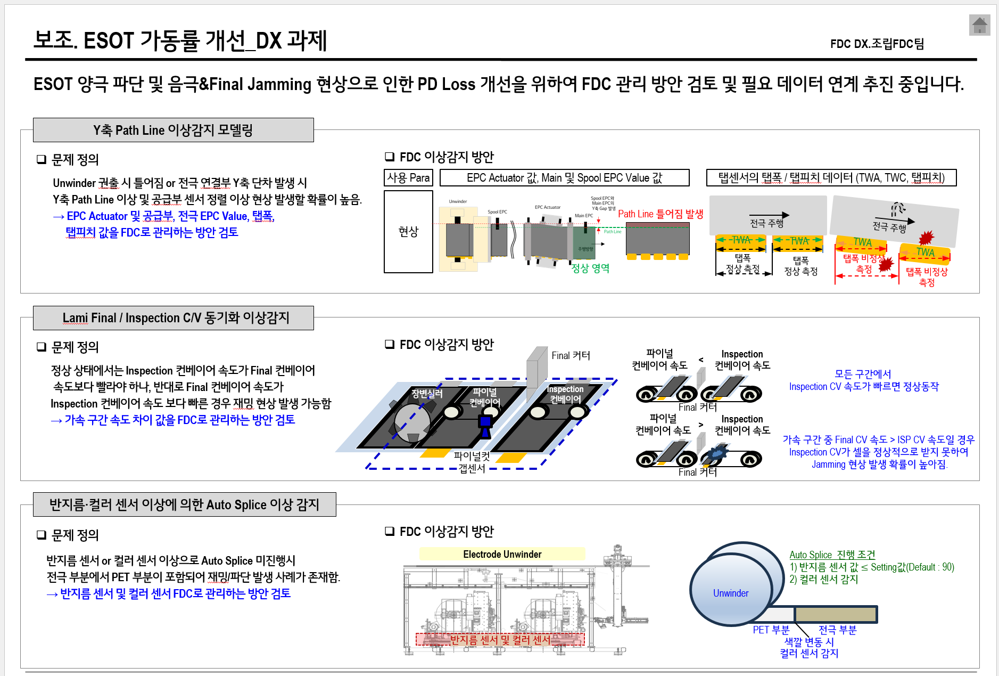 보조. ESOT 가동률 개선_DX 과제
FDC DX.조립FDC팀
ESOT 양극 파단 및 음극&Final Jamming 현상으로 인한 PD Loss 개선을 위하여 FDC 관리 방안 검토 및 필요 데이터 연계 추진 중입니다.
Y축 Path Line 이상감지 모델링
❑ 문제 정의
Unwinder 권출 시 틀어짐 or 전극 연결부 Y축 단차 발생 시
Y축 Path Line 이상 및 공급부 센서 정렬 이상 현상 발생할 확률이 높음.
→ EPC Actuator 및 공급부, 전극 EPC Value, 탭폭,
탭피치 값을 FDC로 관리하는 방안 검토
❑ FDC 이상감지 방안
사용 Para
EPC Actuator 값, Main 및 Spool EPC Value 값
탭센서의 탭폭 / 탭피치 데이터 (TWA, TWC, 탭피치)
현상
Unwinder
Spool EPC
EPC Actuator
Main EPC
Spool EPC와
Main EPC의
Y축 Gap 발생
Path Line
주행방향
정상 영역
Path Line 틀어짐 발생
전극 주행
TWA
TWA
탭폭
정상 측정
탭폭
정상 측정
전극 주행
TWA
TWA
탭폭 비정상
측정
탭폭 비정상
측정
Lami Final / Inspection C/V 동기화 이상감지
❑ 문제 정의
정상 상태에서는 Inspection 컨베이어 속도가 Final 컨베이어
속도보다 빨라야 하나, 반대로 Final 컨베이어 속도가
Inspection 컨베이어 속도 보다 빠른 경우 재밍 현상 발생 가능함
→ 가속 구간 속도 차이 값을 FDC로 관리하는 방안 검토
❑ FDC 이상감지 방안
Final 커터
장변실러
파이널
컨베이어
Inspection
컨베이어
파이널컷
갭센서
파이널
컨베이어 속도
<
Inspection
컨베이어 속도
Final 커터
모든 구간에서
Inspection CV 속도가 빠르면 정상동작
파이널
컨베이어 속도
>
Inspection
컨베이어 속도
Final 커터
가속 구간 중 Final CV 속도 > ISP CV 속도일 경우
Inspection CV가 셀을 정상적으로 받지 못하여
Jamming 현상 발생 확률이 높아짐.
반지름·컬러 센서 이상에 의한 Auto Splice 이상 감지
❑ 문제 정의
반지름 센서 or 컬러 센서 이상으로 Auto Splice 미진행시
전극 부분에서 PET 부분이 포함되어 재밍/파단 발생 사례가 존재함.
→ 반지름 센서 및 컬러 센서 FDC로 관리하는 방안 검토
❑ FDC 이상감지 방안
Electrode Unwinder
반지름 센서 및 컬러 센서
Auto Splice 진행 조건
1) 반지름 센서 값 ≤ Setting값(Default : 90)
2) 컬러 센서 감지
Unwinder
PET 부분
전극 부분
색깔 변동 시
컬러 센서 감지